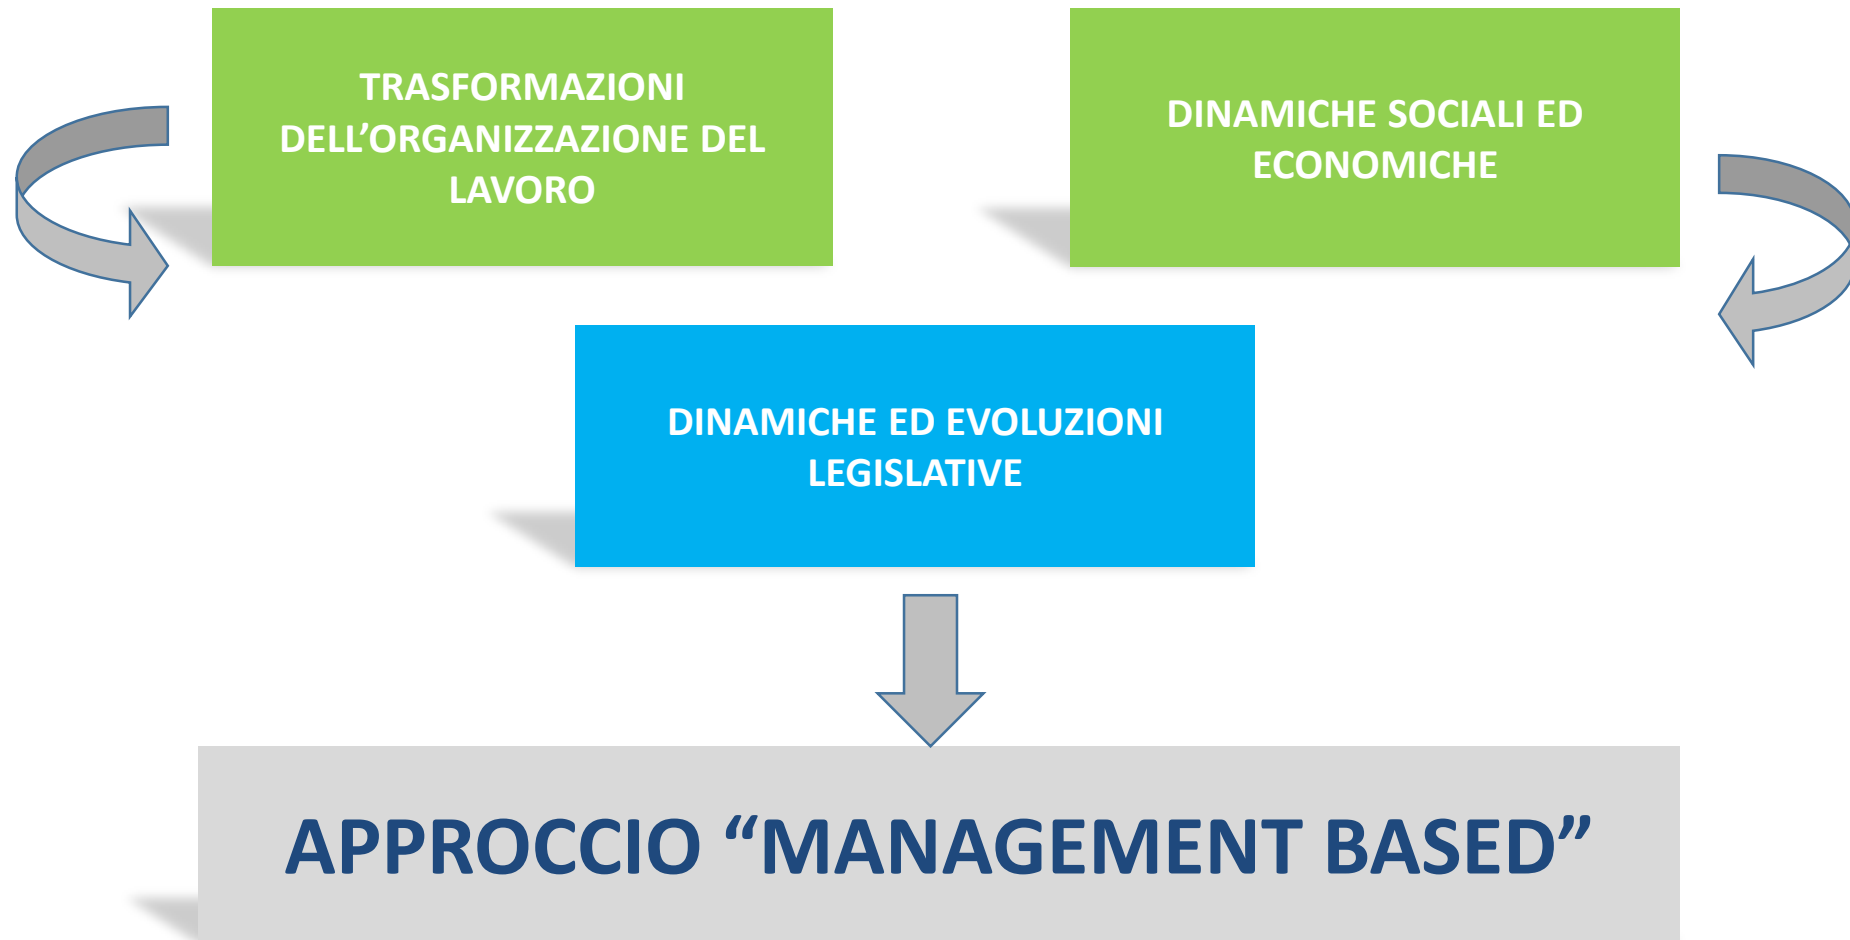 TRASFORMAZIONI
DELL’ORGANIZZAZIONE DEL
LAVORO
DINAMICHE SOCIALI ED
ECONOMICHE
DINAMICHE ED EVOLUZIONI
LEGISLATIVE
APPROCCIO “MANAGEMENT BASED”